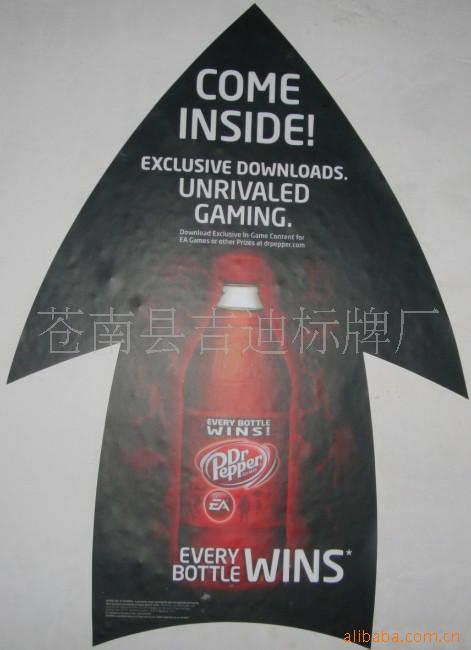 COME
INSIDE!
EXCLUSIVE DOWNLOADS.
UNRIVALED
GAMING.
Download Exclusive In-Game Content for
EA Games or other Prizes at drpepper.com
苍南县吉迪标牌厂
EVERY BOTTLE
WINS!
Dr
Pepper
EA
EVERY
BOTTLE WINS*
alibaba.com.cn